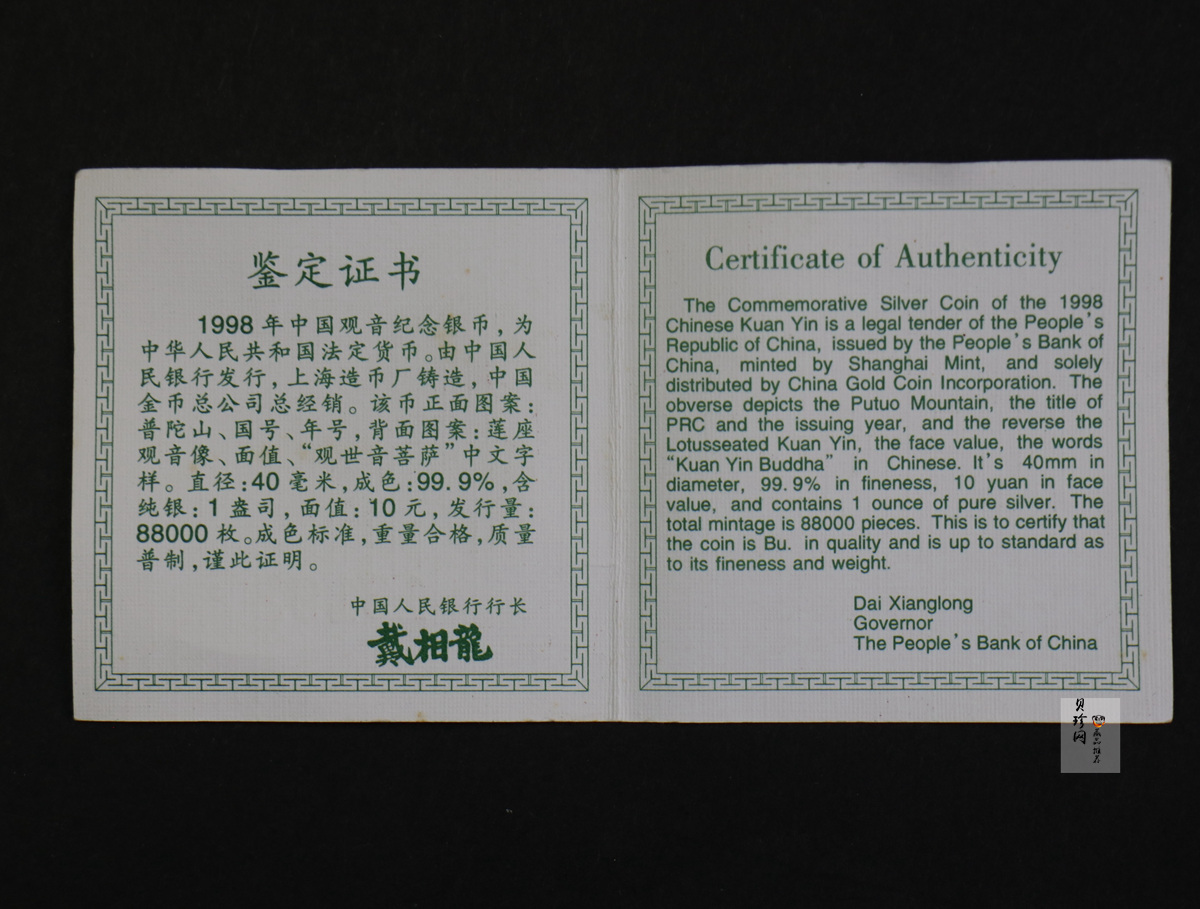 鉴定证书
1998年中国观音纪念银币，为
中华人民共和国法定货币。由中国人
民银行发行，上海造币厂铸造，中国
金币总公司总经销。该币正面图案：
普陀山、国号、年号，背面图案：莲座
观音像、面值、“观世音菩萨”中文字
样。直径：40毫米，成色：99.9%，含
纯银：1盎司，面值：10元，发行量：
88000枚。成色标准，重量合格，质量
普制，谨此证明。
中国人民银行行长
戴相龍
Certificate of Authenticity
The Commemorative Silver Coin of the 1998
Chinese Kuan Yin is a legal tender of the People's
Republic of China, issued by the People's Bank of
China, minted by Shanghai Mint, and solely
distributed by China Gold Coin Incorporation. The
obverse depicts the Putuo Mountain, the title of
PRC and the issuing year, and the reverse the
Lotusseated Kuan Yin, the face value, the words
“Kuan Yin Buddha” in Chinese. It's 40mm in
diameter, 99.9% in fineness, 10 yuan in face
value, and contains 1 ounce of pure silver. The
total mintage is 88000 pieces. This is to certify that
the coin is Bu. in quality and is up to standard as
to its fineness and weight.
Dai Xianglong
Governor
The People's Bank of China
贝珍网